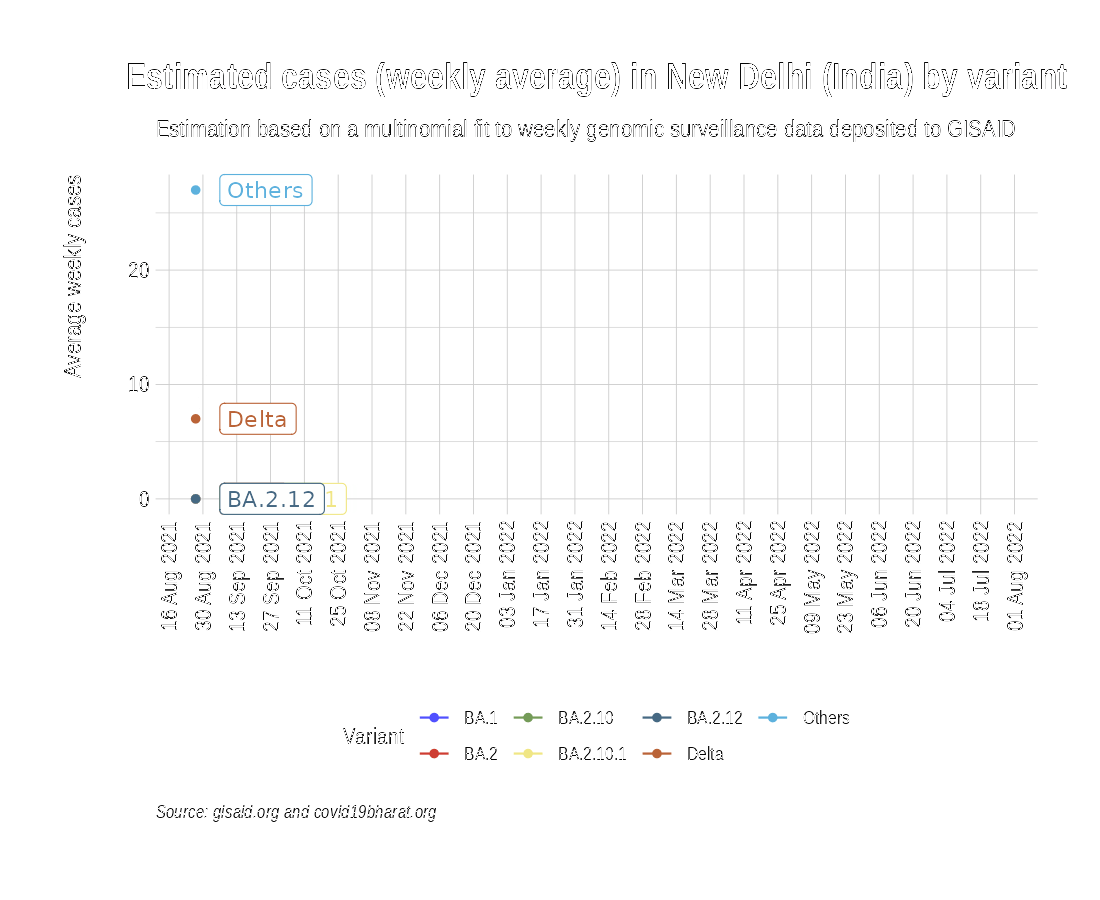 Estimated cases (weekly average) in New Delhi (India) by variant
Estimation based on a multinomial fit to weekly genomic surveillance data deposited to GISAID
Average weekly cases
Others
20
10
Delta
0
BA.2.12
1
16 Aug 2021
30 Aug 2021
13 Sep 2021
27 Sep 2021
11 Oct 2021
25 Oct 2021
08 Nov 2021
22 Nov 2021
06 Dec 2021
20 Dec 2021
03 Jan 2022
17 Jan 2022
31 Jan 2022
14 Feb 2022
28 Feb 2022
14 Mar 2022
28 Mar 2022
11 Apr 2022
25 Apr 2022
09 May 2022
23 May 2022
06 Jun 2022
20 Jun 2022
04 Jul 2022
18 Jul 2022
01 Aug 2022
Variant
BA.1
BA.2.10
BA.2.12
Others
BA.2
BA.2.10.1
Delta
Source: gisaid.org and covid19bharat.org